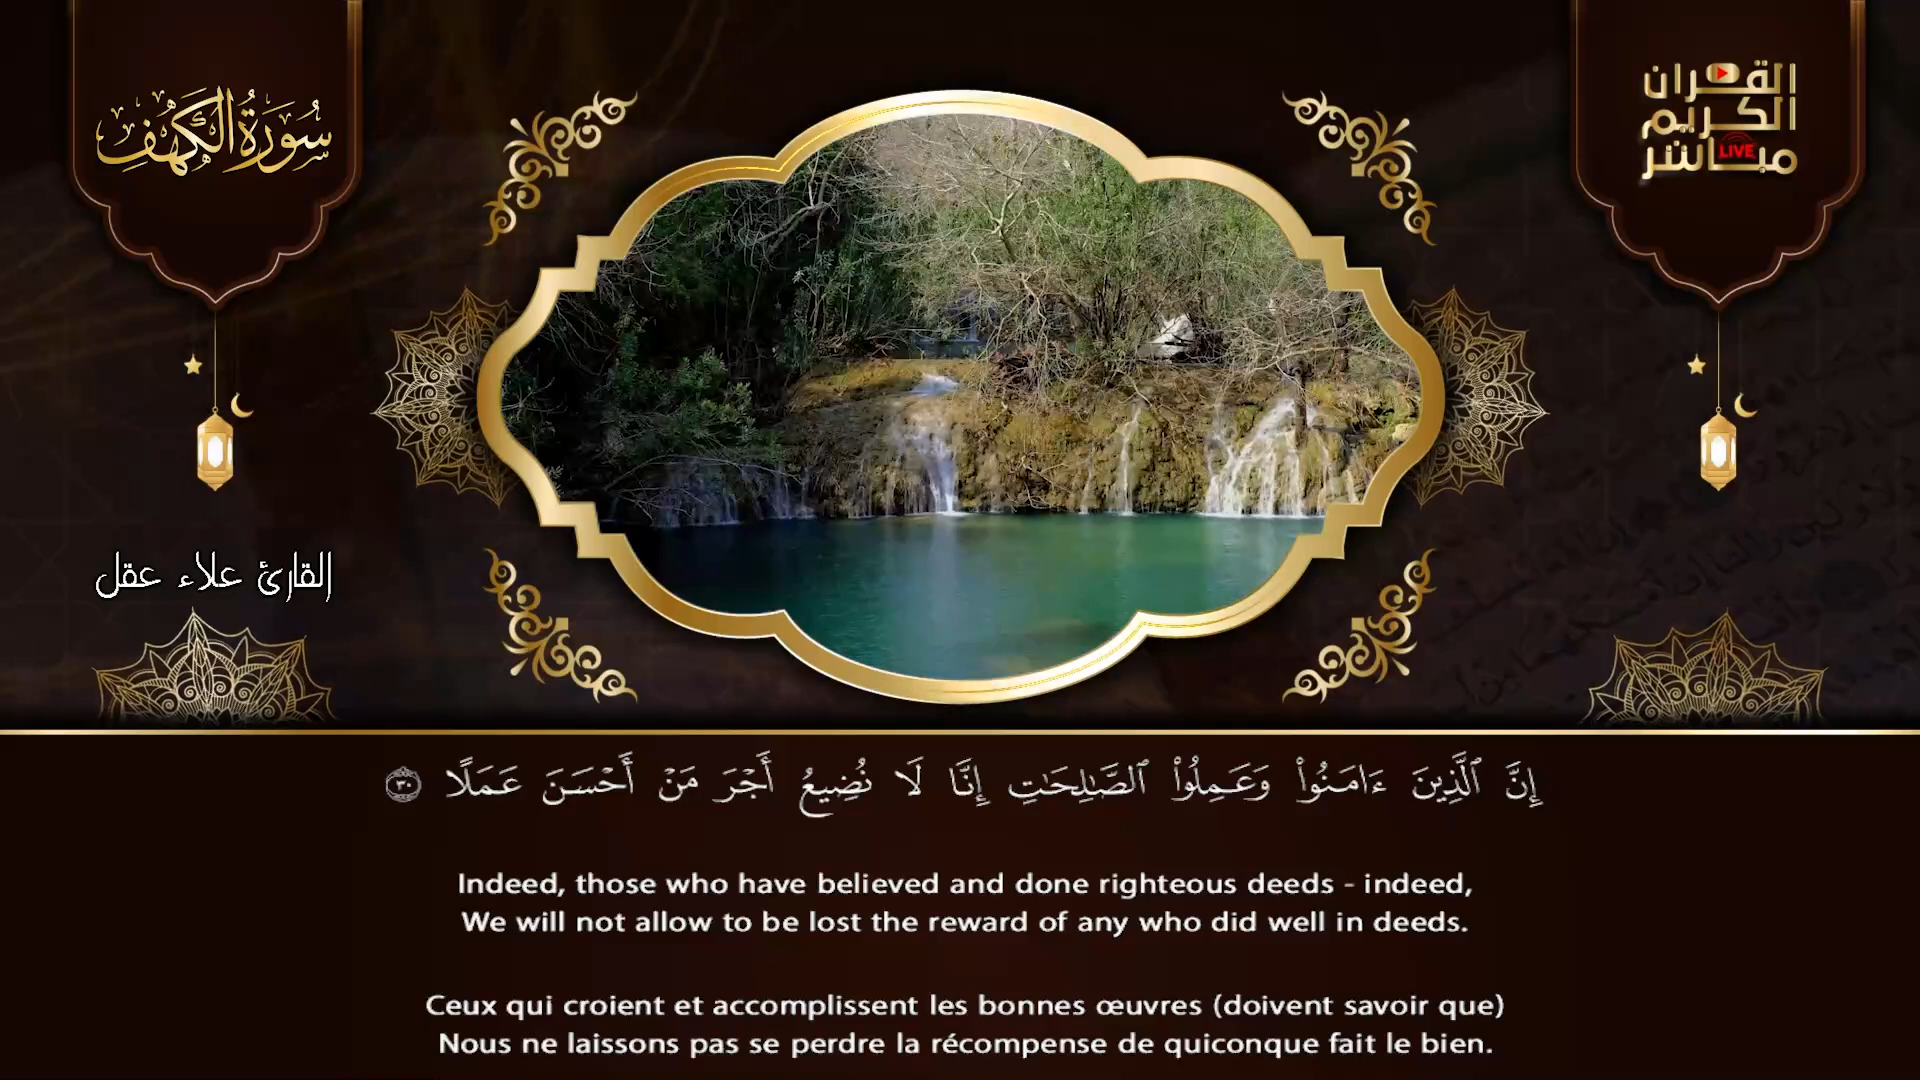 سُورَةُ الكَهْفِ
القرآن
الكريم
مباشر
LIVE
القارئ علاء عقل
إِنَّ ٱلَّذِينَ ءَامَنُوا۟ وَعَمِلُوا۟ ٱلصَّـٰلِحَـٰتِ إِنَّا لَا نُضِيعُ أَجْرَ مَنْ أَحْسَنَ عَمَلًا ٣٠
Indeed, those who have believed and done righteous deeds - indeed,
We will not allow to be lost the reward of any who did well in deeds.
Ceux qui croient et accomplissent les bonnes œuvres (doivent savoir que)
Nous ne laissons pas se perdre la récompense de quiconque fait le bien.